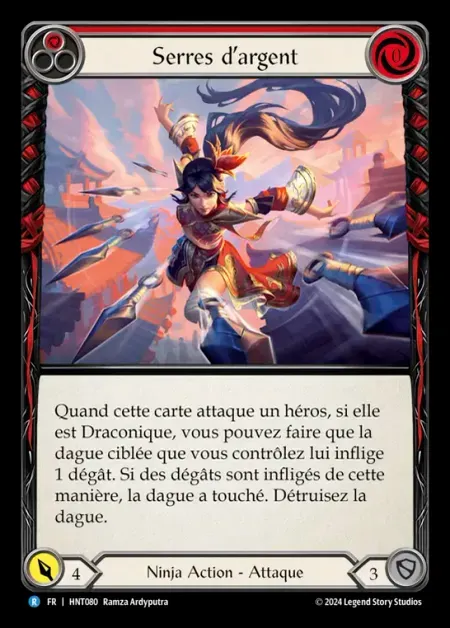 Serres d'argent
0
Quand cette carte attaque un héros, si elle
est Draconique, vous pouvez faire que la
dague ciblée que vous contrôlez lui inflige
1 dégât. Si des dégâts sont infligés de cette
manière, la dague a touché. Détruisez la
dague.
4
Ninja Action - Attaque
3
R FR | HNT080 Ramza Ardyputra
© 2024 Legend Story Studios